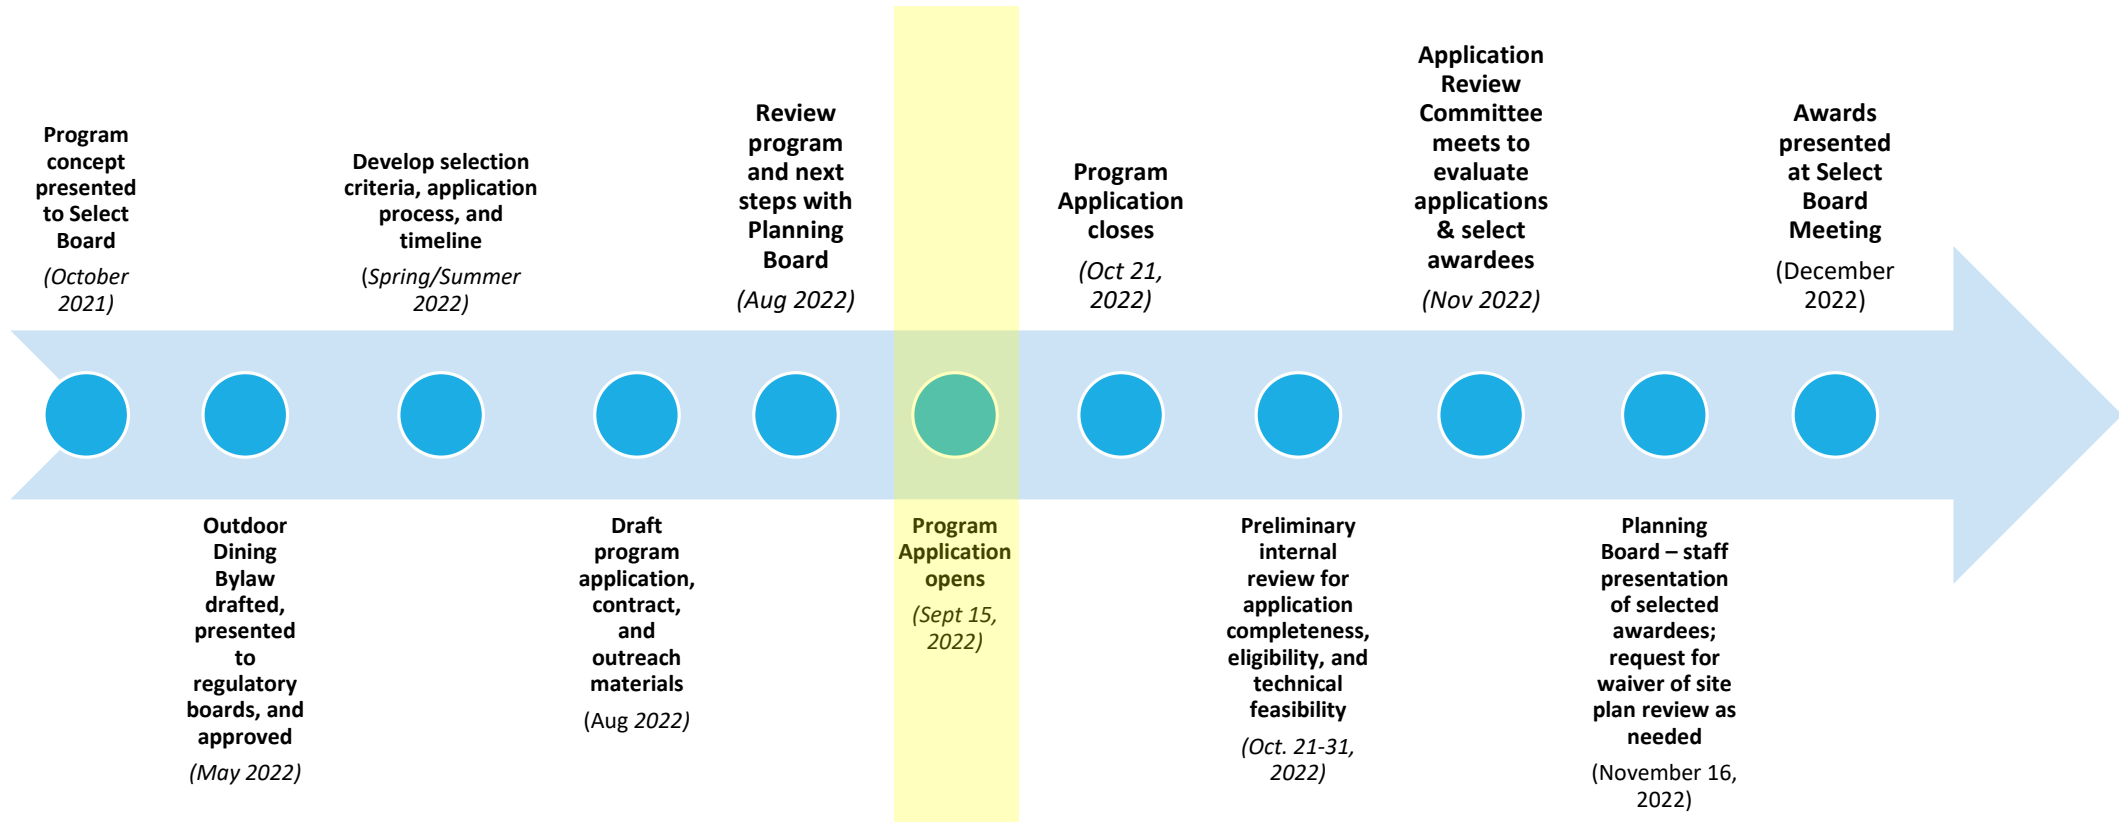 Program
concept
presented
to Select
Board
(October
2021)
Outdoor
Dining
Bylaw
drafted,
presented
to
regulatory
boards, and
approved
(May 2022)
Develop selection
criteria, application
process, and
timeline
(Spring/Summer
2022)
Draft
program
application,
contract,
and
outreach
materials
(Aug 2022)
Review
program
and next
steps with
Planning
Board
(Aug 2022)
Program
Application
opens
(Sept 15,
2022)
Program
Application
closes
(Oct 21,
2022)
Preliminary
internal
review for
application
completeness,
eligibility, and
technical
feasibility
(Oct. 21-31,
2022)
Application
Review
Committee
meets to
evaluate
applications
& select
awardees
(Nov 2022)
Planning
Board – staff
presentation
of selected
awardees;
request for
waiver of site
plan review as
needed
(November 16,
2022)
Awards
presented
at Select
Board
Meeting
(December
2022)